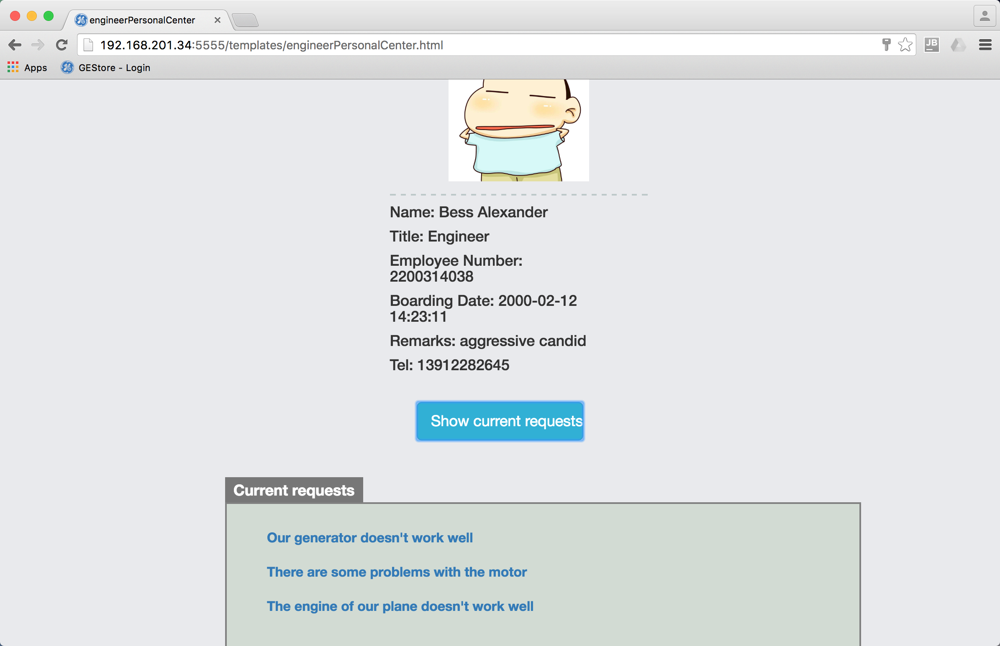 engineerPersonalCenter
192.168.201.34:5555/templates/engineerPersonalCenter.html
JB
Apps
GEStore - Login
Name: Bess Alexander
Title: Engineer
Employee Number:
2200314038
Boarding Date: 2000-02-12
14:23:11
Remarks: aggressive candid
Tel: 13912282645
Show current requests
Current requests
Our generator doesn't work well
There are some problems with the motor
The engine of our plane doesn't work well